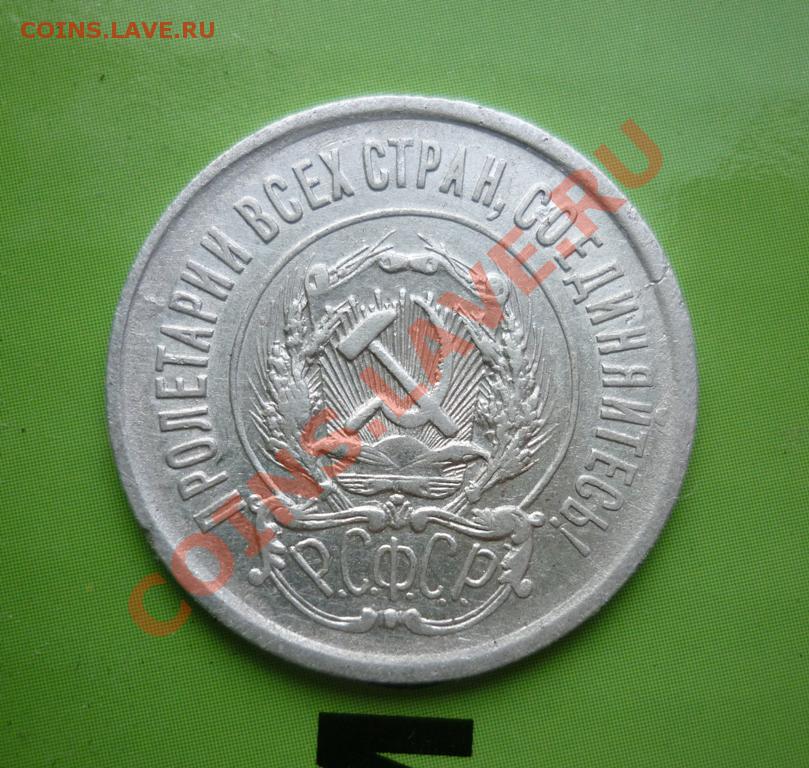 COINS.LAVE.RU
ПРОЛЕТАРИИ ВСЕХ СТРАН, СОЕДИНЯЙТЕСЬ!
Р.С.Ф.С.Р.
COINS.LAVE.RU